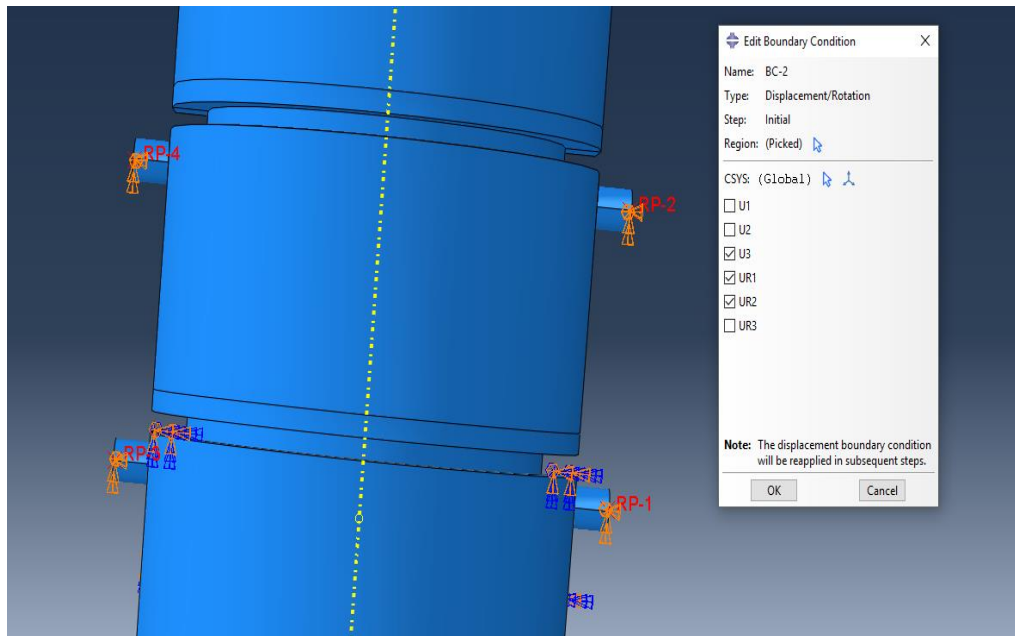 Edit Boundary Condition
Name: BC-2
Type: Displacement/Rotation
Step: Initial
Region: (Picked)
CSYS: (Global)
U1
U2
U3
UR1
UR2
UR3
Note: The displacement boundary condition
will be reapplied in subsequent steps.
OK Cancel
RP-4
RP-2
RP-1